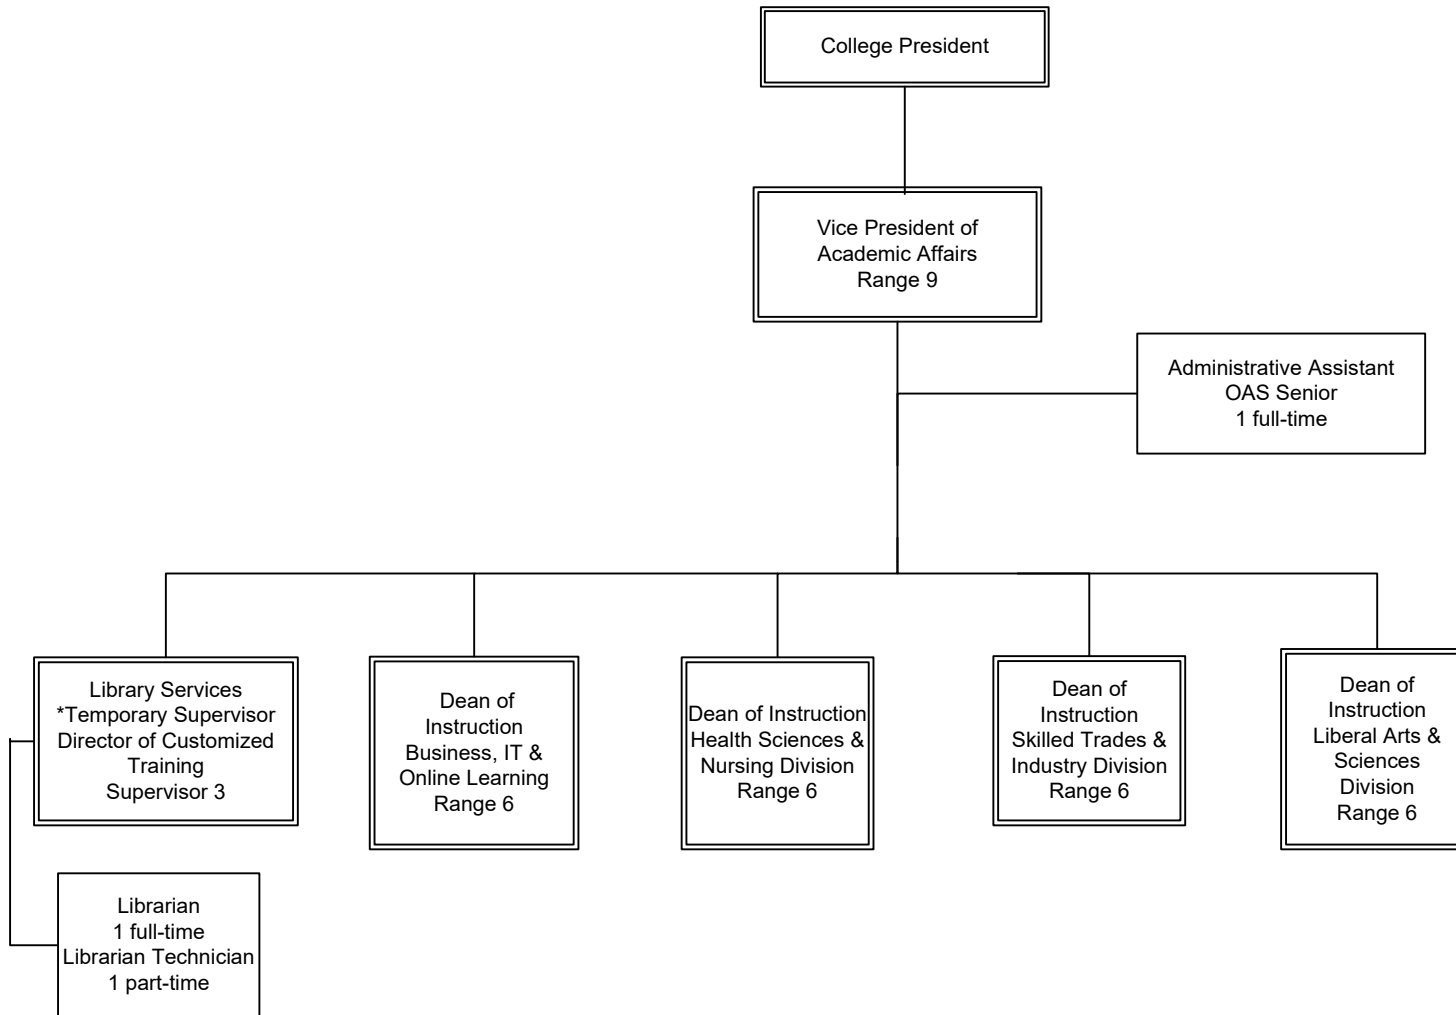 College President
Vice President of
Academic Affairs
Range 9
Administrative Assistant
OAS Senior
1 full-time
Library Services
*Temporary Supervisor
Director of Customized
Training
Supervisor 3
Dean of
Instruction
Business, IT &
Online Learning
Range 6
Dean of Instruction
Health Sciences &
Nursing Division
Range 6
Dean of
Instruction
Skilled Trades &
Industry Division
Range 6
Dean of
Instruction
Liberal Arts &
Sciences
Division
Range 6
Librarian
1 full-time
Librarian Technician
1 part-time